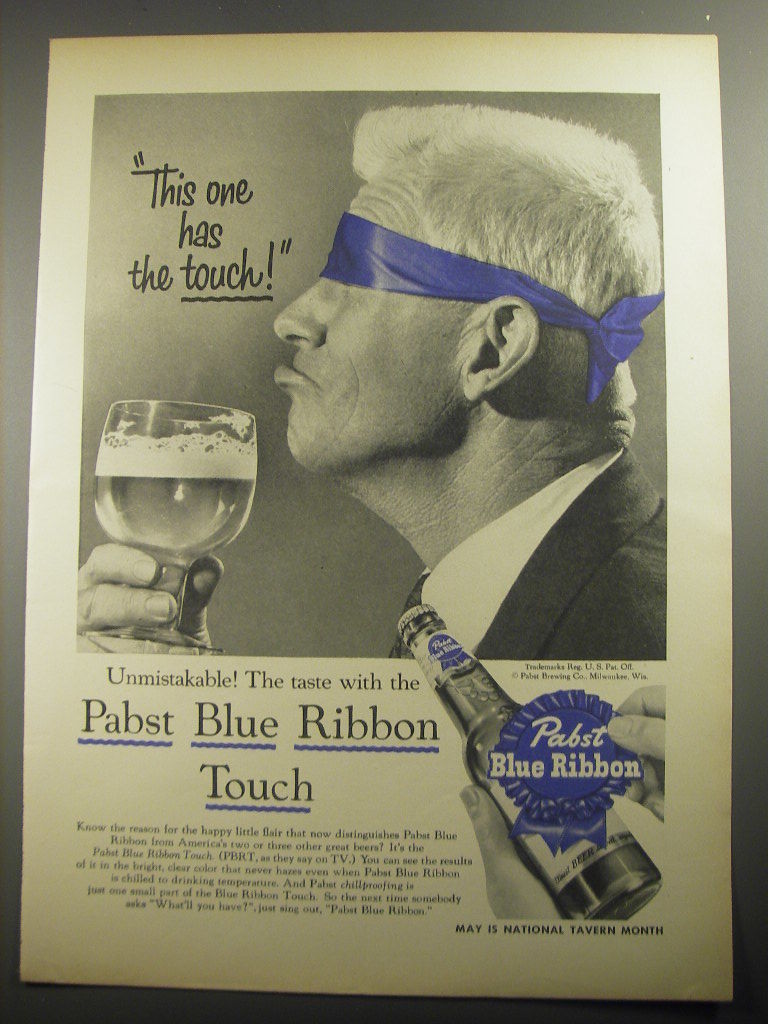 "This one
has
the touch!"
Trademarks Reg. U. S. Pat. Off.
© Pabst Brewing Co., Milwaukee, Wis.
Unmistakable! The taste with the
Pabst Blue Ribbon
Touch
Know the reason for the happy little flair that now distinguishes Pabst Blue
Ribbon from America's two or three other great beers? It's the
Pabst Blue Ribbon Touch. (PBRT, as they say on TV.) You can see the results
of it in the bright, clear color that never hazes even when Pabst Blue Ribbon
is chilled to drinking temperature. And Pabst chillproofing is
just one small part of the Blue Ribbon Touch. So the next time somebody
asks "What'll you have?", just sing out, "Pabst Blue Ribbon."
Pabst
Blue Ribbon
Pabst
Blue Ribbon
BEER
MAY IS NATIONAL TAVERN MONTH